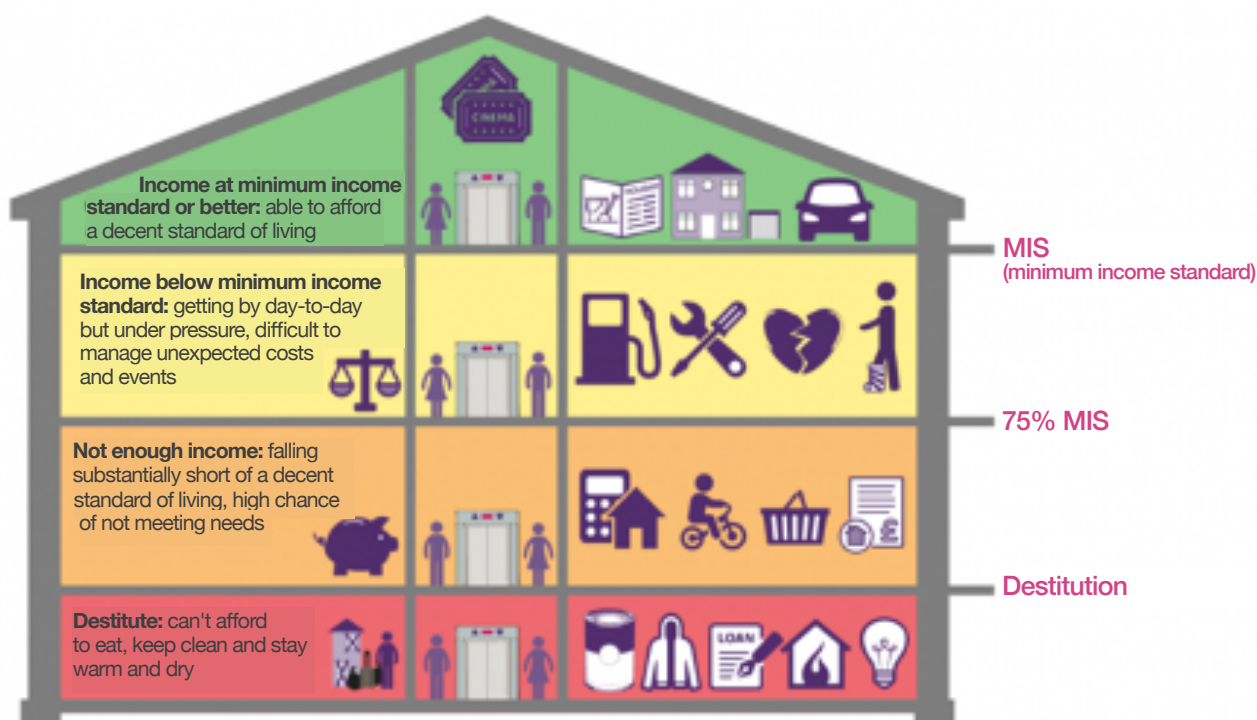 CINEMA
Income at minimum income
standard or better: able to afford
a decent standard of living
MIS
(minimum income standard)
Income below minimum income
standard: getting by day-to-day
but under pressure, difficult to
manage unexpected costs
and events
75% MIS
Not enough income: falling
substantially short of a decent
standard of living, high chance
of not meeting needs
£
Destitution
Destitute: can't afford
to eat, keep clean and stay
warm and dry
LOAN